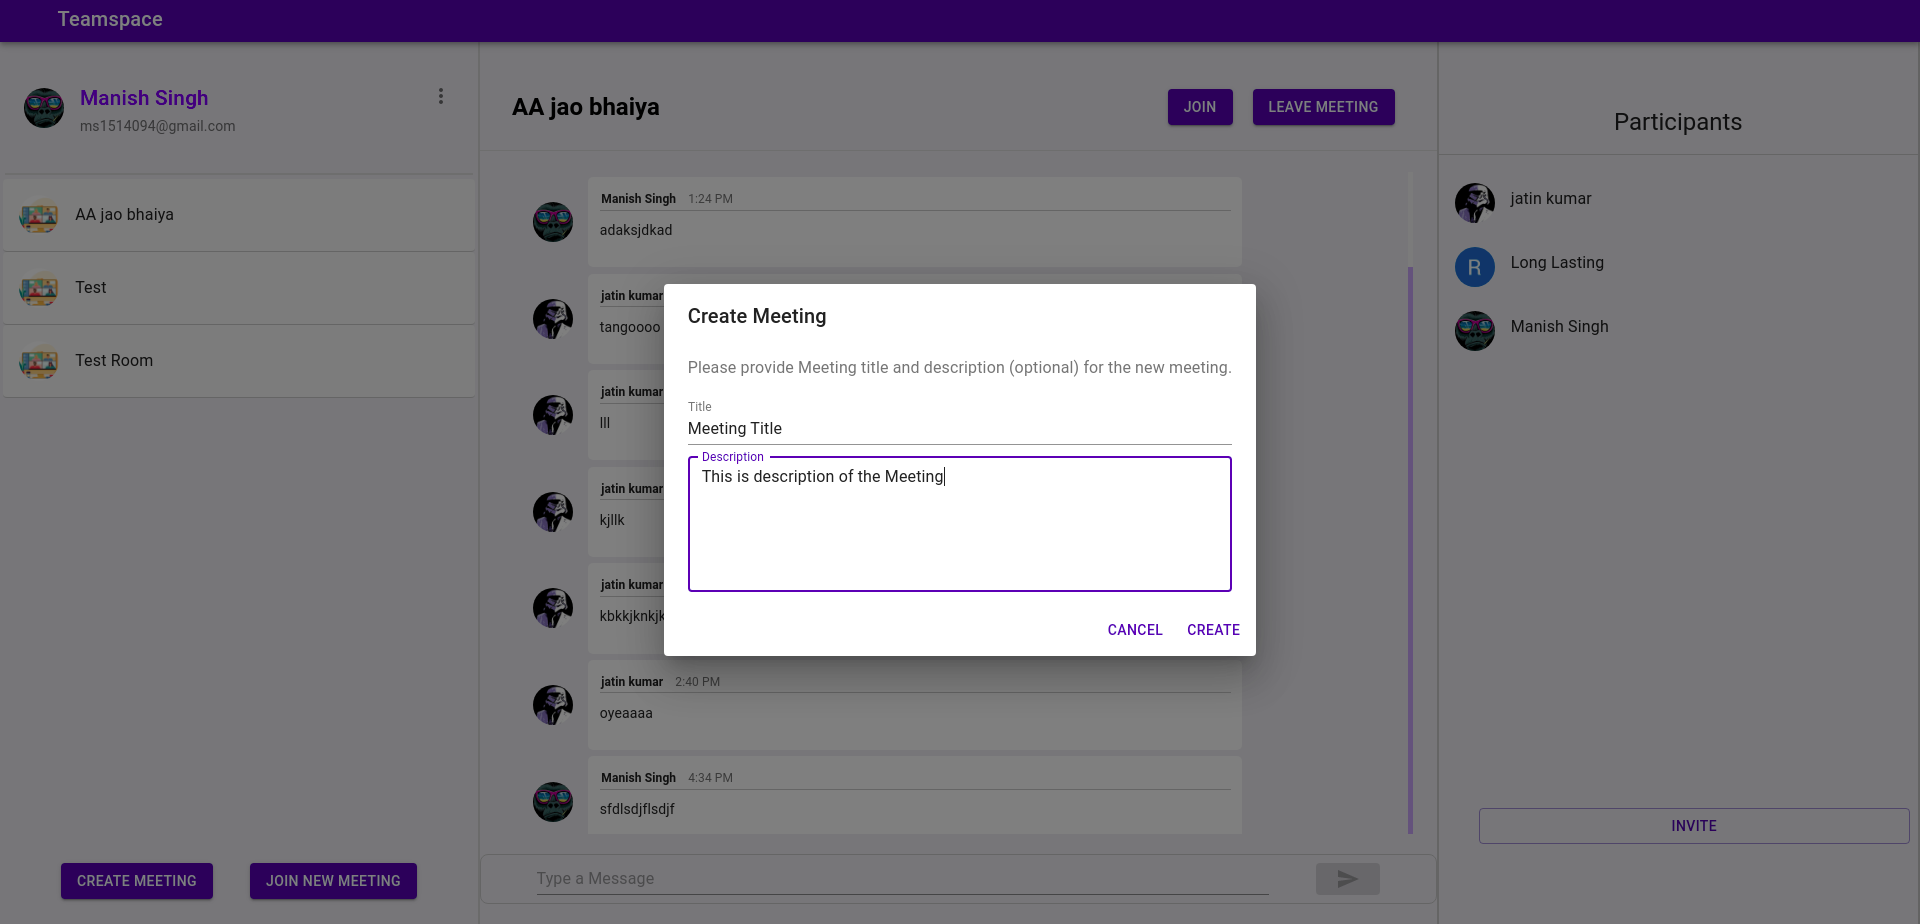 Teamspace
Manish Singh
ms1514094@gmail.com
AA jao bhaiya
Test
Test Room
CREATE MEETING
JOIN NEW MEETING
AA jao bhaiya
JOIN
LEAVE MEETING
Manish Singh 1:24 PM
adaksjdkad
jatin kumar
tangoooo
jatin kumar
lll
jatin kumar
kjllk
jatin kumar
kbkkjknkjk
jatin kumar 2:40 PM
oyeaaaa
Manish Singh 4:34 PM
sfdlsdjflsdjf
Type a Message
Create Meeting
Please provide Meeting title and description (optional) for the new meeting.
Title
Meeting Title
Description
This is description of the Meeting
CANCEL
CREATE
Participants
jatin kumar
R
Long Lasting
Manish Singh
INVITE